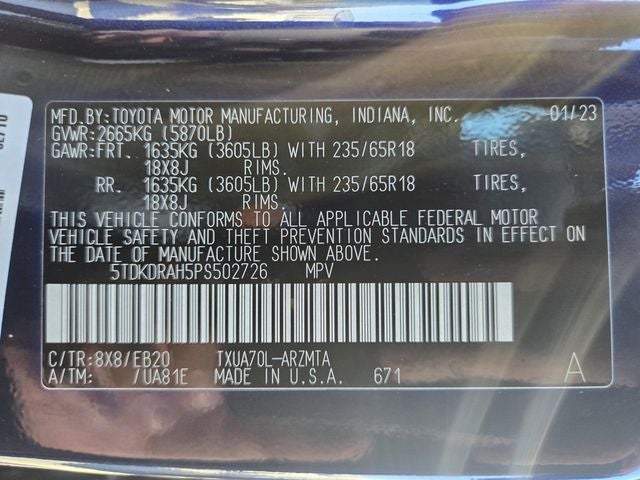 MFD.BY:TOYOTA MOTOR MANUFACTURING, INDIANA, INC. 01/23
GVWR:2665KG (5870LB)
GAWR:FRT. 1635KG (3605LB) WITH 235/65R18 TIRES,
18X8J RIMS.
RR. 1635KG (3605LB) WITH 235/65R18 TIRES,
18X8J RIMS.
THIS VEHICLE CONFORMS TO ALL APPLICABLE FEDERAL MOTOR
VEHICLE SAFETY AND THEFT PREVENTION STANDARDS IN EFFECT ON
THE DATE OF MANUFACTURE SHOWN ABOVE.
5TDKDRAH5PS502726 MPV
C/TR:8X8/EB20 TXUA70L-ARZMTA
A/TM: /UA81E MADE IN U.S.A. 671 A